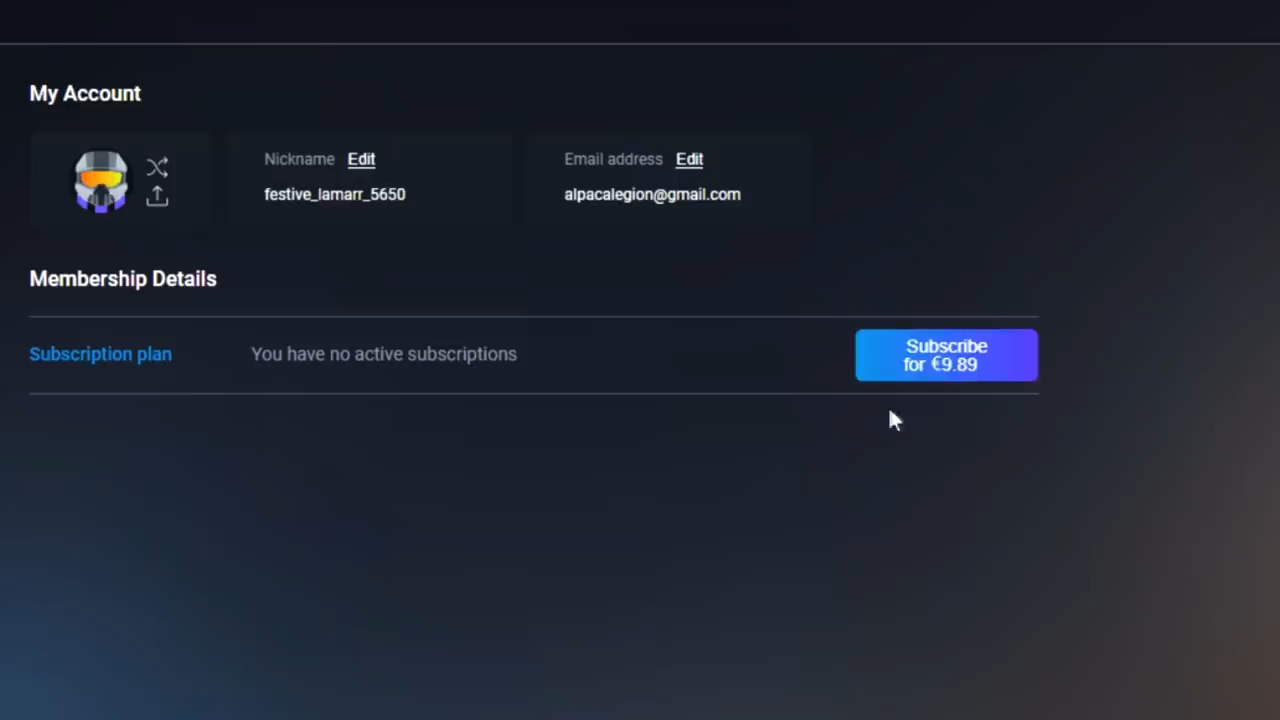 My Account
Nickname Edit
Email address Edit
festive_lamarr_5650
alpacalegion@gmail.com
Membership Details
Subscription plan
You have no active subscriptions
Subscribe
for €9.89